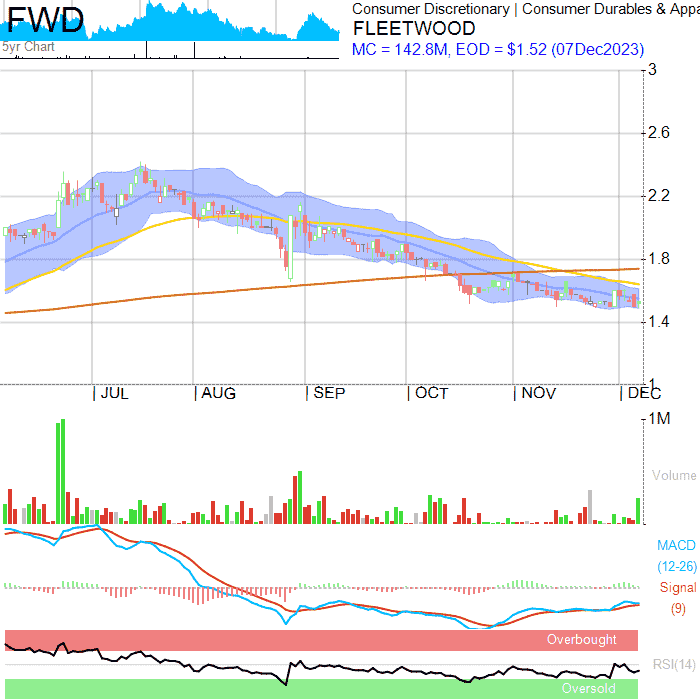 FWD
5yr Chart
Consumer Discretionary | Consumer Durables & Appa
FLEETWOOD
MC = 142.8M, EOD = $1.52 (07Dec2023)
3
2.6
2.2
1.8
1.4
1
JUL AUG SEP OCT NOV DEC
1M
Volume
MACD
(12-26)
Signal
(9)
Overbought
RSI(14)
Oversold